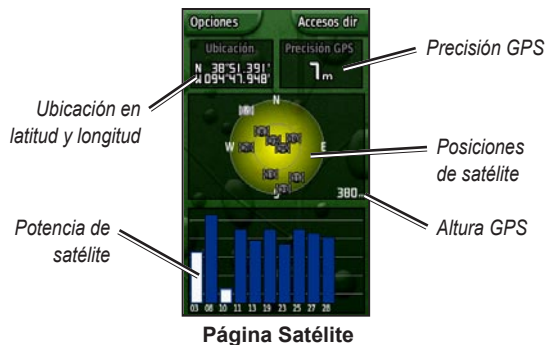 Opciones
Accesos dir
Ubicación
Precisión GPS
N 38°51.391'
W094°47.948'
7m
Precisión GPS
Ubicación en
latitud y longitud
N
W
E
S
Posiciones
de satélite
380m
Altura GPS
Potencia de
satélite
03 08 10 11 13 19 23 25 27 28
Página Satélite